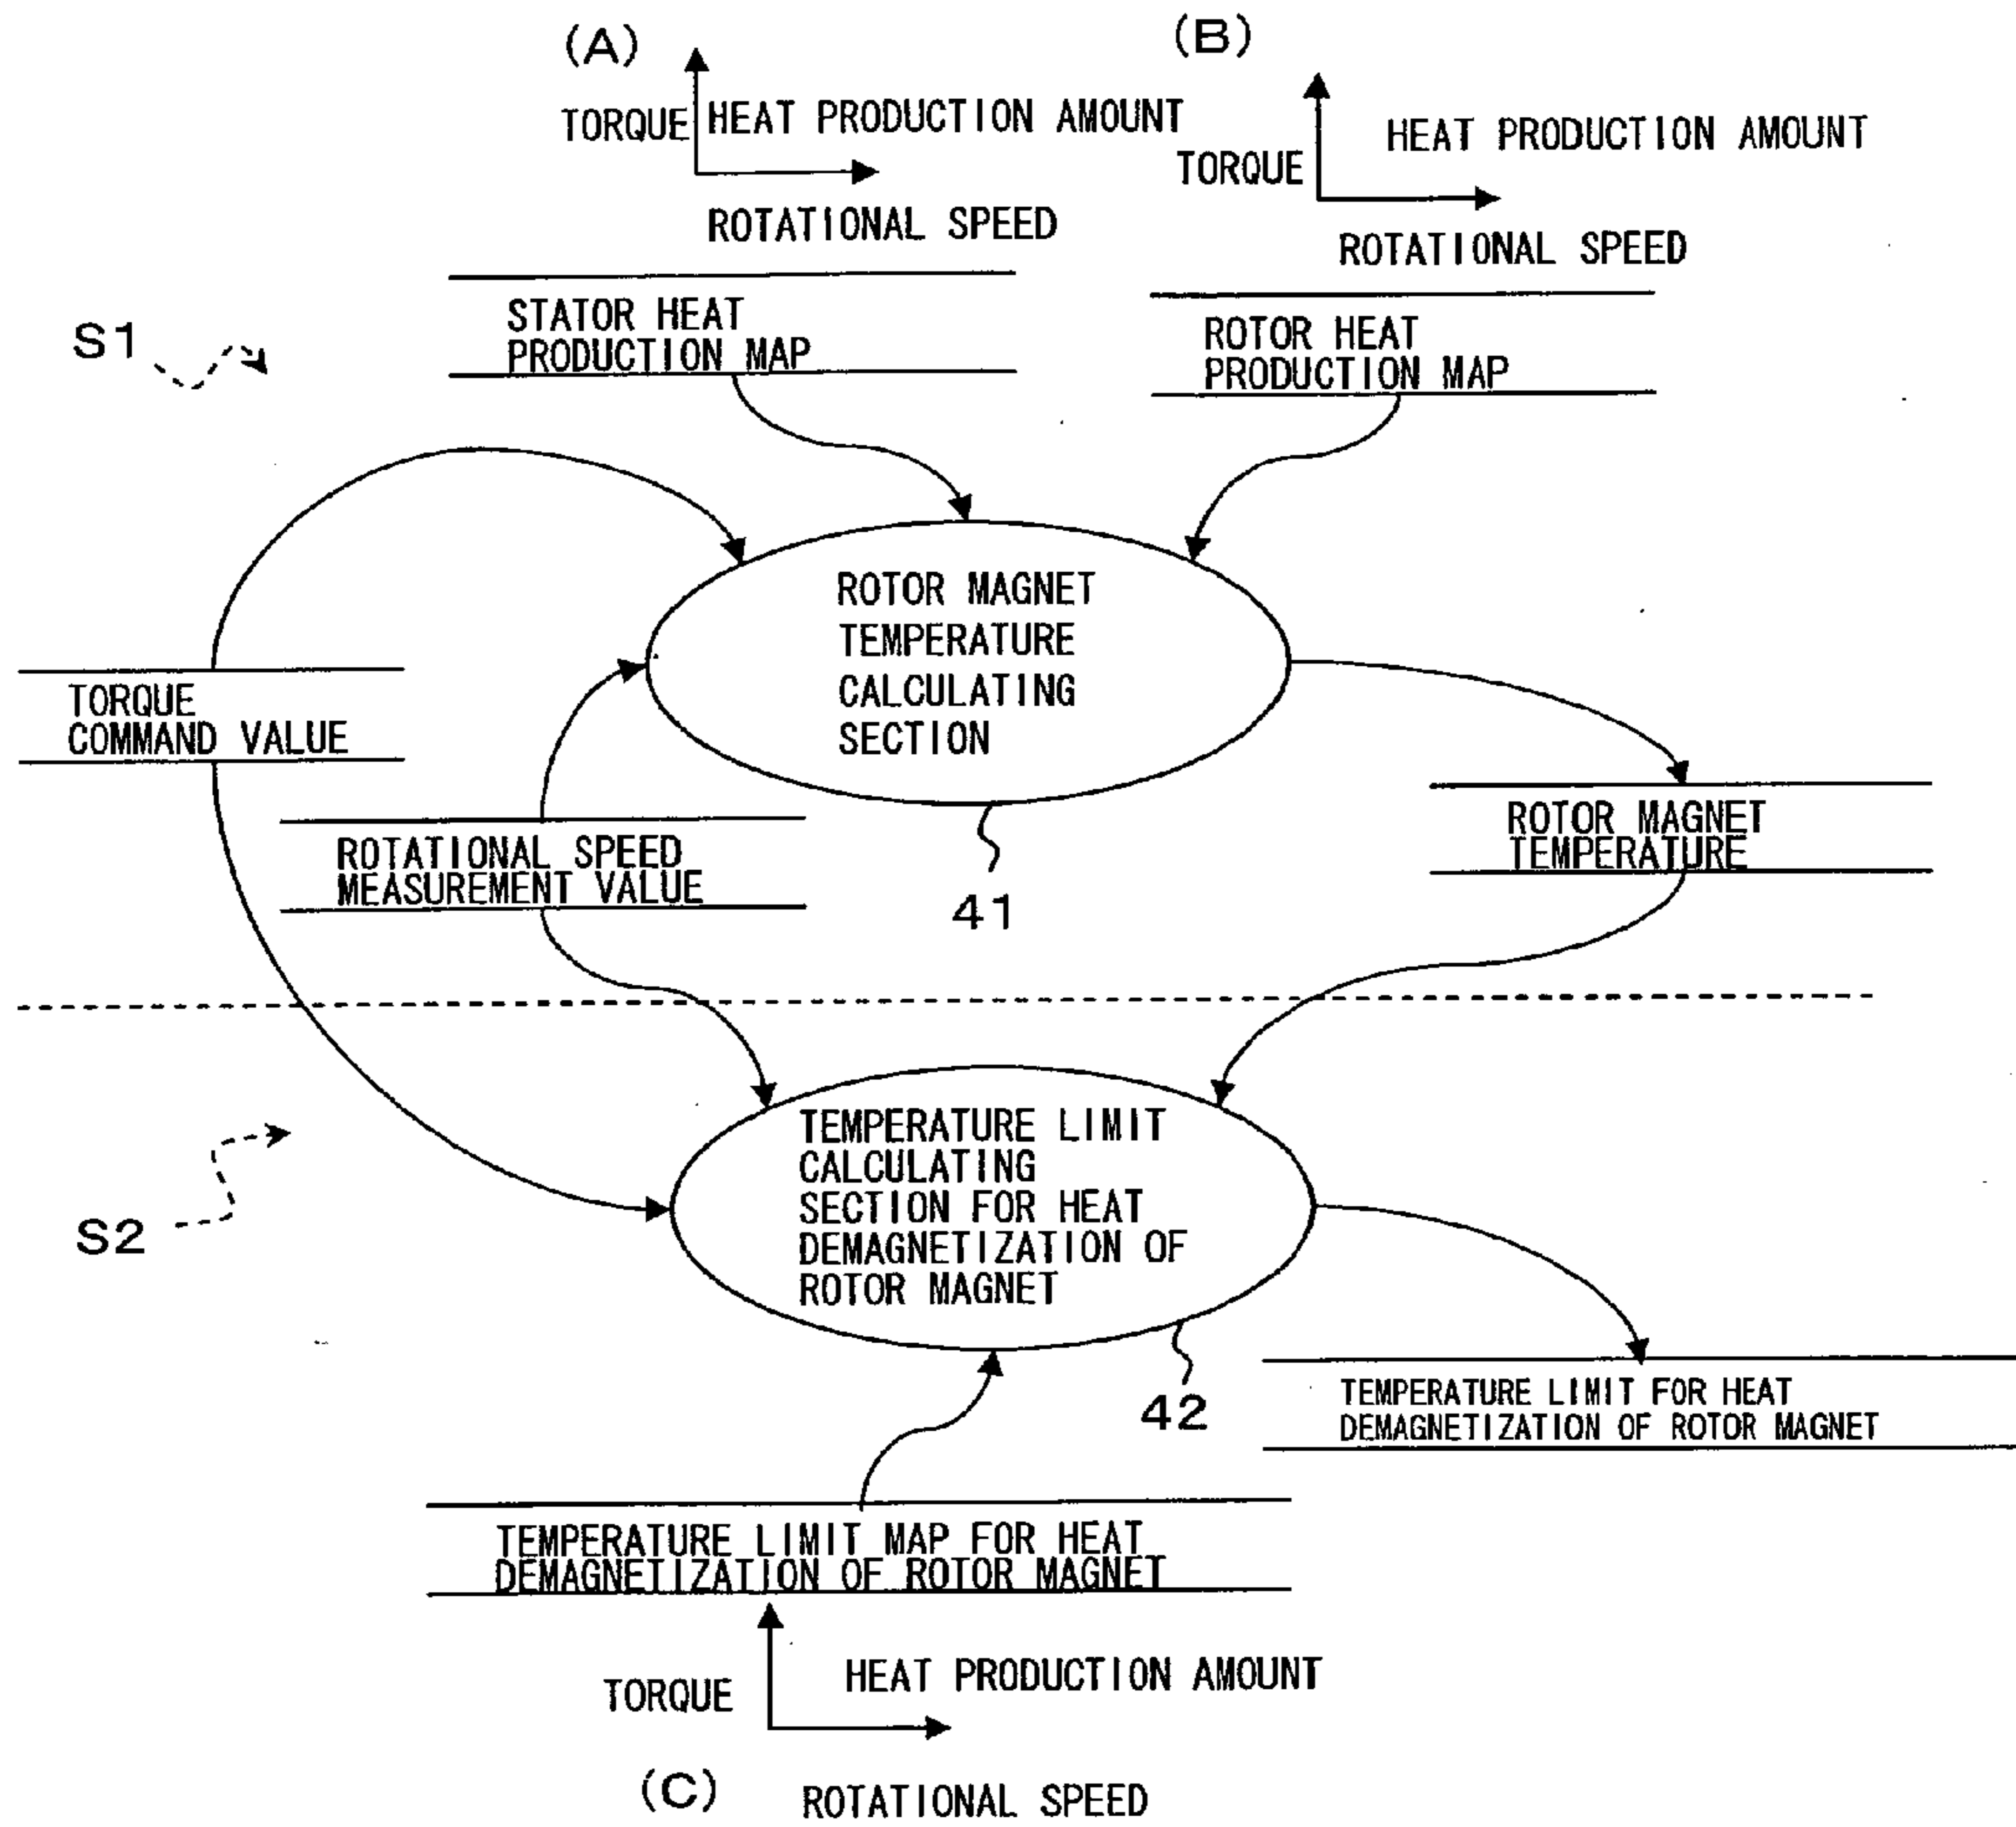 (A)
(B)
TORQUE
HEAT PRODUCTION AMOUNT
ROTATIONAL SPEED
TORQUE
HEAT PRODUCTION AMOUNT
ROTATIONAL SPEED
S1
STATOR HEAT
PRODUCTION MAP
ROTOR HEAT
PRODUCTION MAP
ROTOR MAGNET
TEMPERATURE
CALCULATING
SECTION
TORQUE
COMMAND VALUE
ROTATIONAL SPEED
MEASUREMENT VALUE
41
ROTOR MAGNET
TEMPERATURE
S2
TEMPERATURE LIMIT
CALCULATING
SECTION FOR HEAT
DEMAGNETIZATION OF
ROTOR MAGNET
42
TEMPERATURE LIMIT FOR HEAT
DEMAGNETIZATION OF ROTOR MAGNET
TEMPERATURE LIMIT MAP FOR HEAT
DEMAGNETIZATION OF ROTOR MAGNET
TORQUE
HEAT PRODUCTION AMOUNT
(C)
ROTATIONAL SPEED